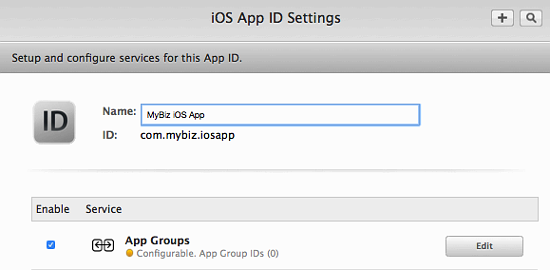 iOS App ID Settings
Setup and configure services for this App ID.
ID
Name: MyBiz iOS App
ID: com.mybiz.iosapp
Enable Service
App Groups
Configurable. App Group IDs (0)
Edit